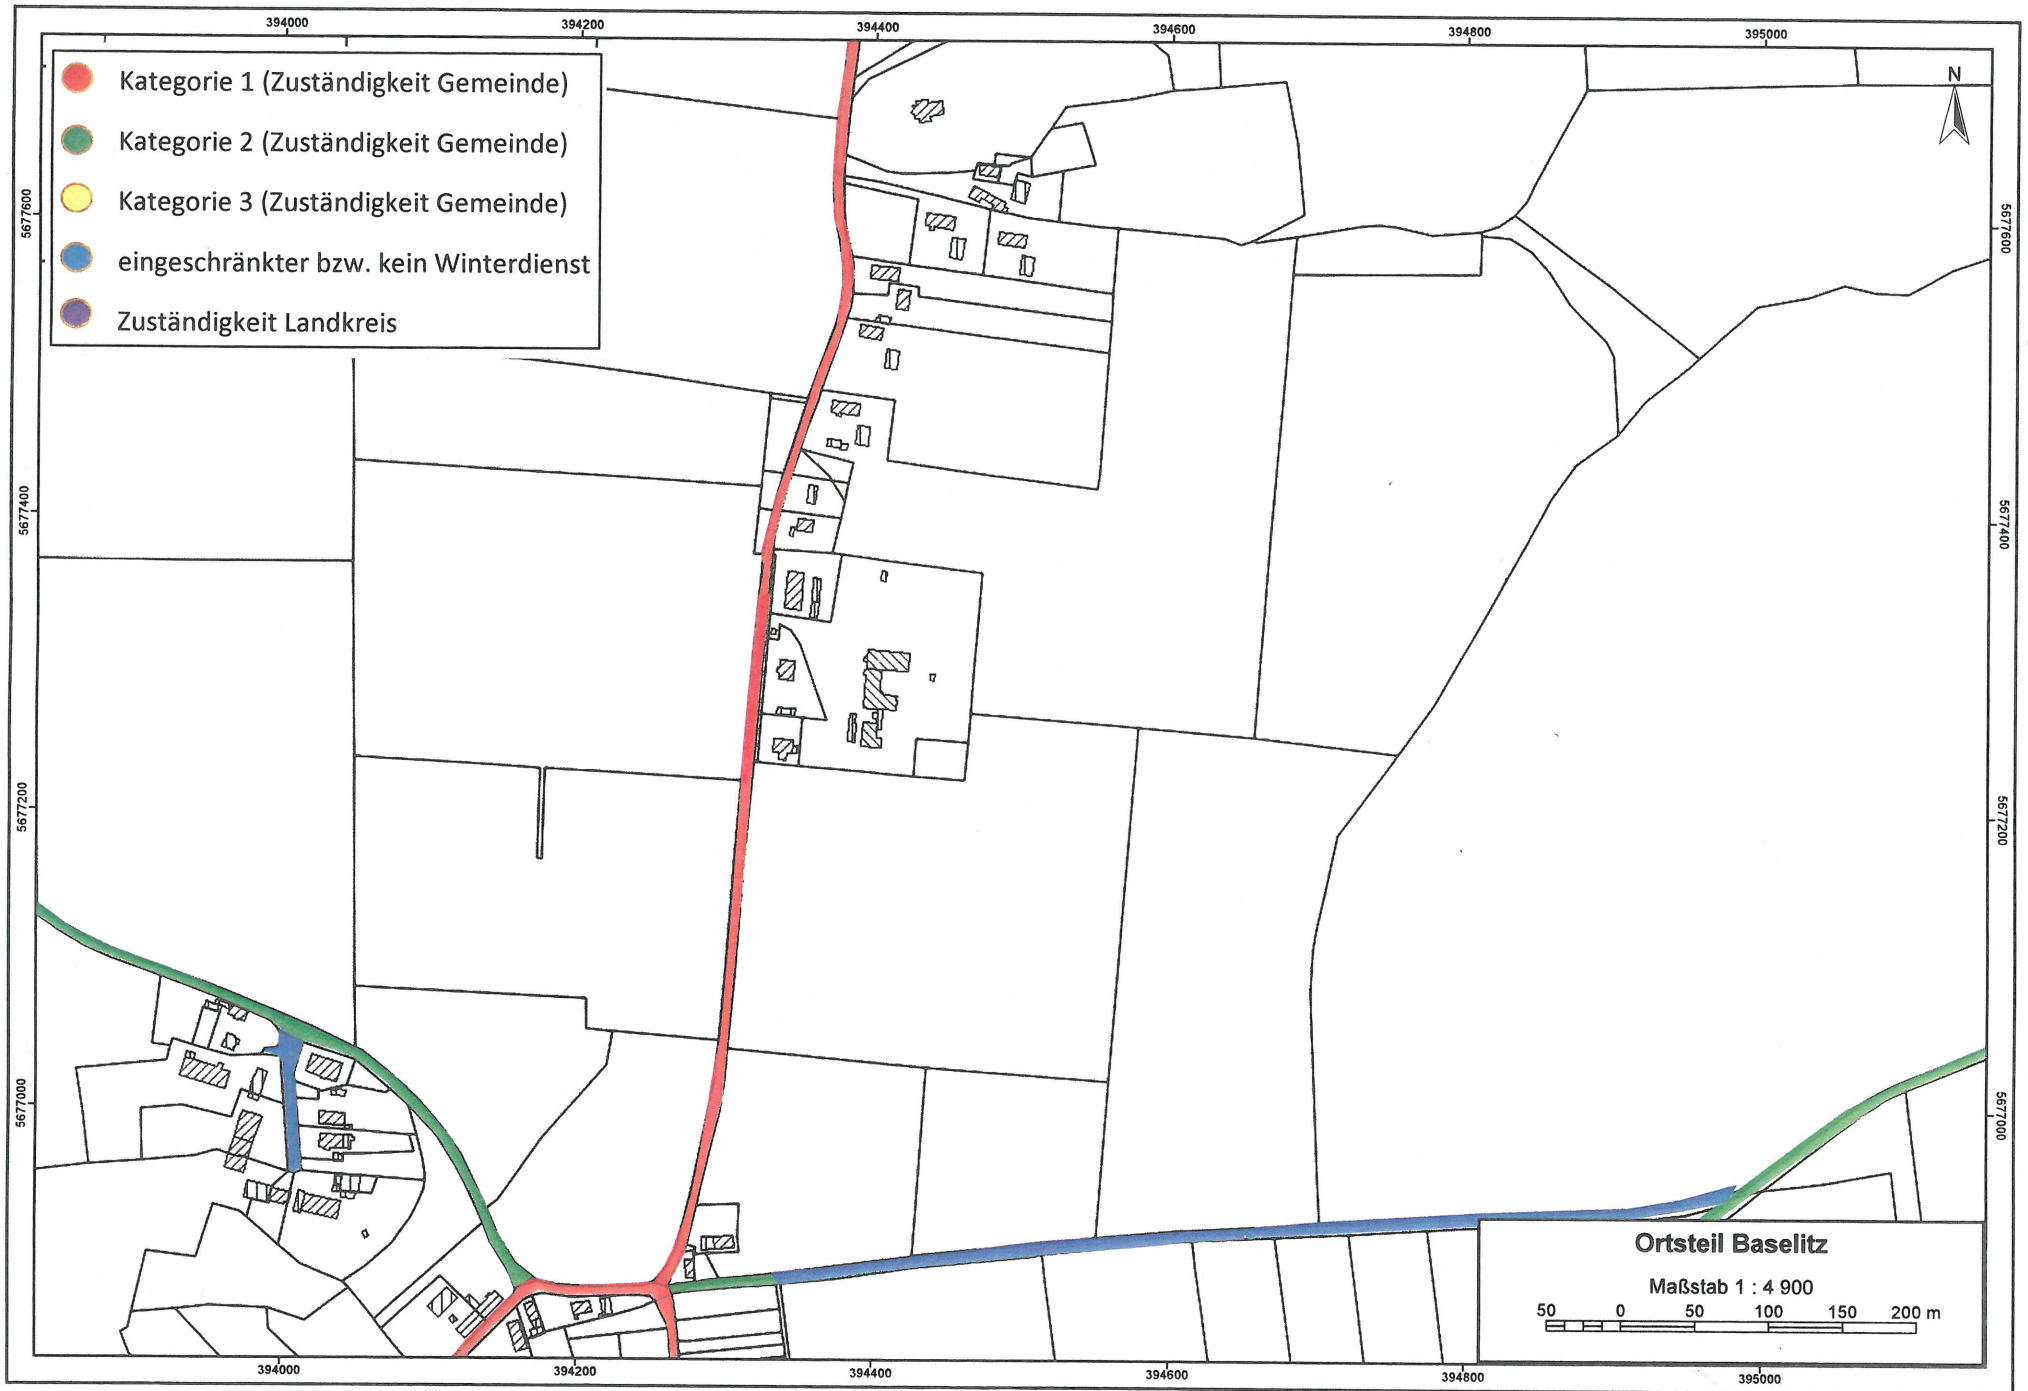 394000
394200
394400
394600
394800
395000
Kategorie 1 (Zuständigkeit Gemeinde)
Kategorie 2 (Zuständigkeit Gemeinde)
Kategorie 3 (Zuständigkeit Gemeinde)
eingeschränkter bzw. kein Winterdienst
Zuständigkeit Landkreis
N
5677600
5677600
5677400
5677400
5677200
5677200
5677000
5677000
Ortsteil Baselitz
Maßstab 1 : 4 900
50 0 50 100 150 200 m
394000
394200
394400
394600
394800
395000